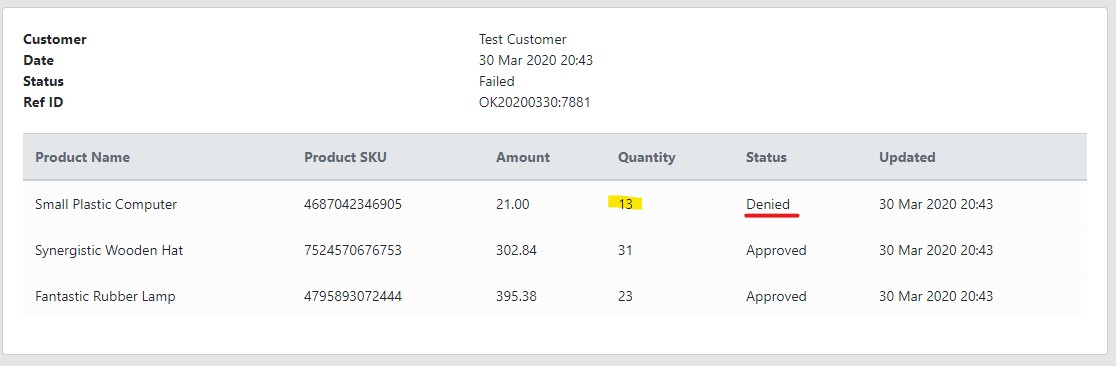 Customer Test Customer
Date 30 Mar 2020 20:43
Status Failed
Ref ID OK20200330:7881
Product Name Product SKU Amount Quantity Status Updated
Small Plastic Computer 4687042346905 21.00 13 Denied 30 Mar 2020 20:43
Synergistic Wooden Hat 7524570676753 302.84 31 Approved 30 Mar 2020 20:43
Fantastic Rubber Lamp 4795893072444 395.38 23 Approved 30 Mar 2020 20:43